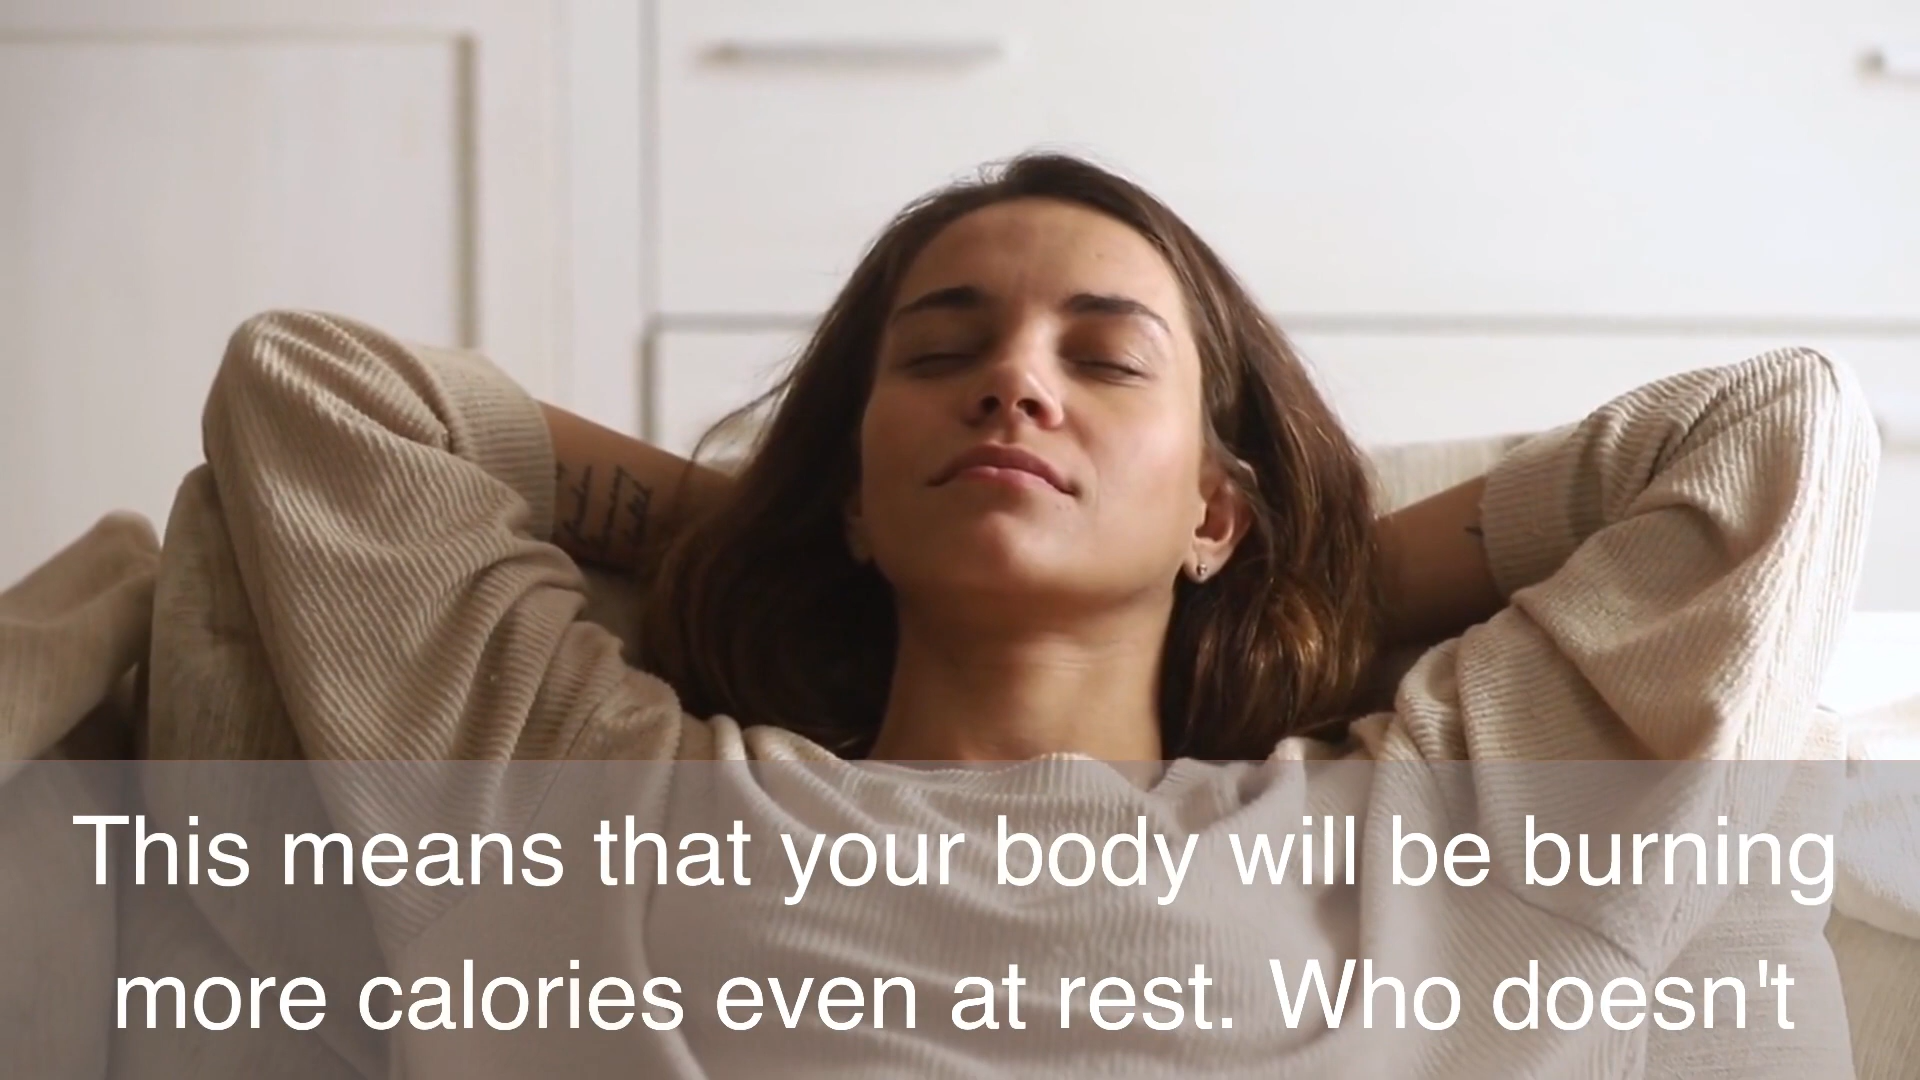 This means that your body will be burning
more calories even at rest. Who doesn't